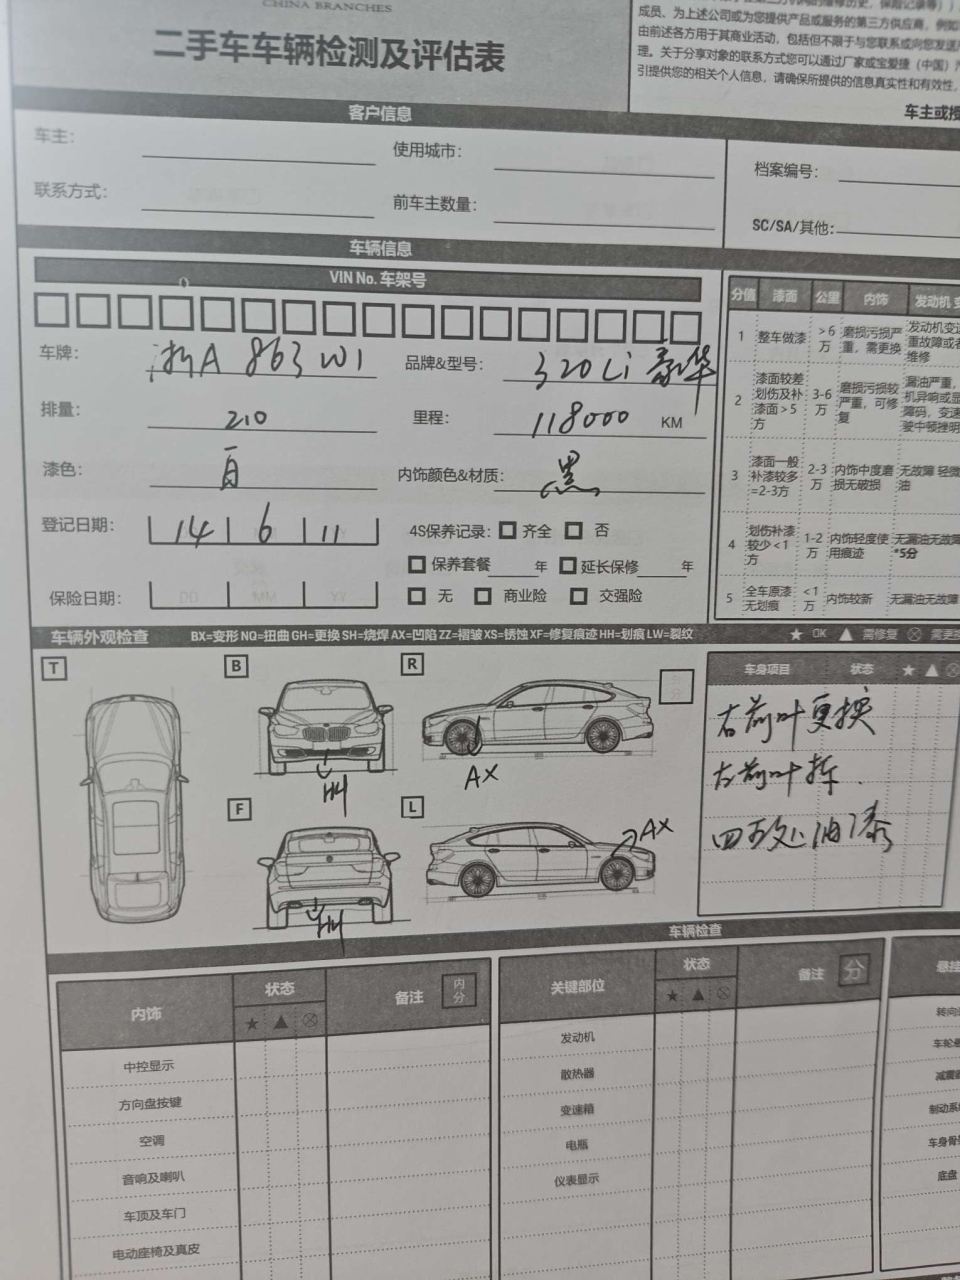 CHINA BRANCHES
二手车车辆检测及评估表
成员、为上述公司或为您提供产品或服务的第三方供应商，例如
由前述各方用于其商业活动，包括但不限于与您联系或向您发送
理。关于分享对象的联系方式您可以通过厂家或宝爱捷（中国）
引提供您的相关个人信息，请确保所提供的信息真实性和有效性，
车主或授
客户信息
车主：
使用城市：
档案编号：
联系方式：
前车主数量：
SC/SA/其他：
车辆信息
VIN No. 车架号
车牌： 浙A 863W1
品牌&型号： 320Li 豪华
排量： 2.0
里程： 118000 KM
漆色： 白
内饰颜色&材质： 黑
登记日期： 14 6 11
4S保养记录： 齐全 否
保养套餐 年 延长保修 年
保险日期： DD MM YY
无 商业险 交强险
分值 漆面 公里 内饰 发动机
1 整车做漆 >6万 磨损污损严重，需更换 发动机变速
重故障或者
维修
2 漆面较差划伤及补漆面>5方 3-6万 磨损污损较严重，可修复 漏油严重，
机异响或显
障码，变速
驶中顿挫明
3 漆面一般补漆较多=2-3方 2-3万 内饰中度磨损无破损 无故障 轻微
油
4 划伤补漆较少<1方 1-2万 内饰轻度使用痕迹 无漏油无故障
*5分
5 全车原漆无划痕 <1万 内饰较新 无漏油无故障
车辆外观检查 BX=变形 NQ=扭曲 GH=更换 SH=烧焊 AX=凹陷 ZZ=褶皱 XS=锈蚀 XF=修复痕迹 HH=划痕 LW=裂纹
★ OK ▲ 需修复 ⊗ 需更换
T
B
R
HH
AX
F
L
HH
AX
车身项目 状态 ★ ▲ ⊗
右前叶更换
左前叶拆
四五处油漆
车辆检查
内饰 状态 备注 内分
★ ▲ ⊗
中控显示
方向盘按键
空调
音响及喇叭
车顶及车门
电动座椅及真皮
关键部位 状态 备注 分
★ ▲ ⊗
发动机
散热器
变速箱
电瓶
仪表显示
悬挂
转向
车轮
减震
制动系
车身骨
底盘